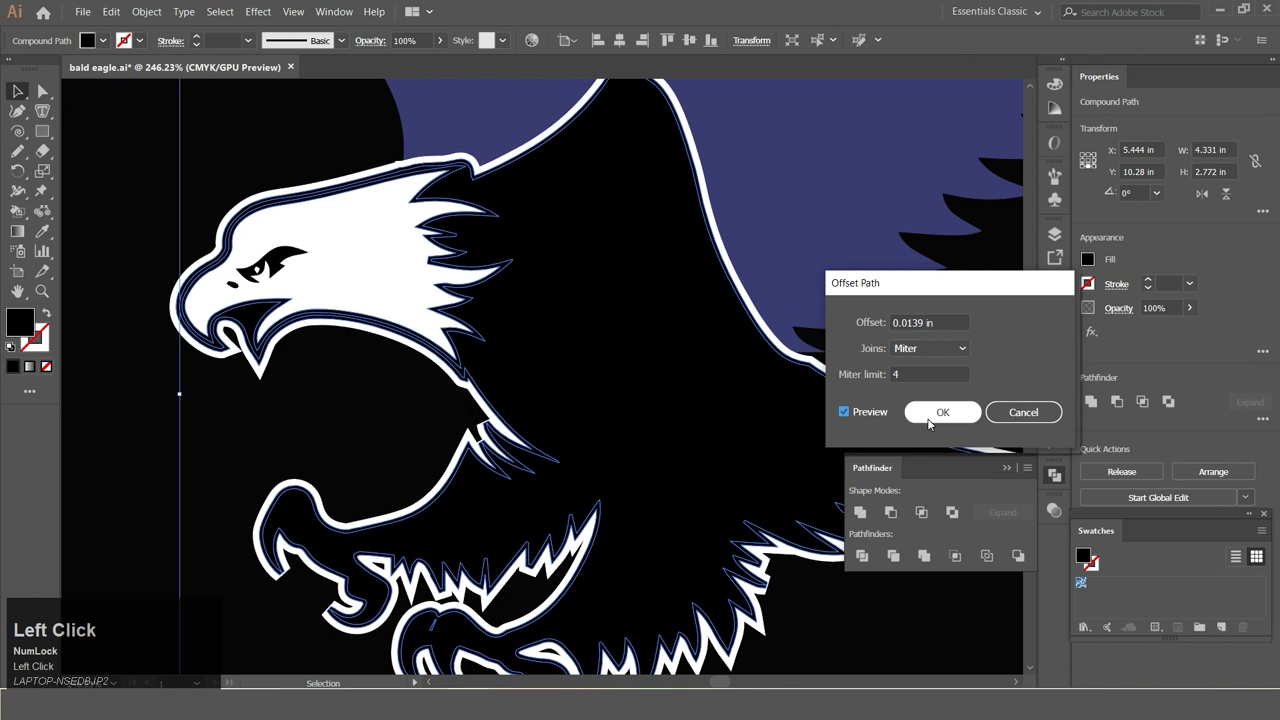 Ai File Edit Object Type Select Effect View Window Help Essentials Classic Search Adobe Stock
Compound Path Stroke: Basic Opacity: 100% Style: Transform
bald eagle.ai* @ 246.23% (CMYK/GPU Preview) ×
Properties
Compound Path
Transform
X: 5.444 in W: 4.331 in
Y: 10.28 in H: 2.772 in
0°
Appearance
Fill
Stroke
Opacity 100%
fx.
Pathfinder
Expand
Quick Actions
Release Arrange
Start Global Edit
Offset Path
Offset: 0.0139 in
Joins: Miter
Miter limit: 4
Preview OK Cancel
Pathfinder
Shape Modes:
Expand
Pathfinders:
Swatches
Left Click
NumLock
Left Click
LAPTOP-NSEDBJP2
1
Selection